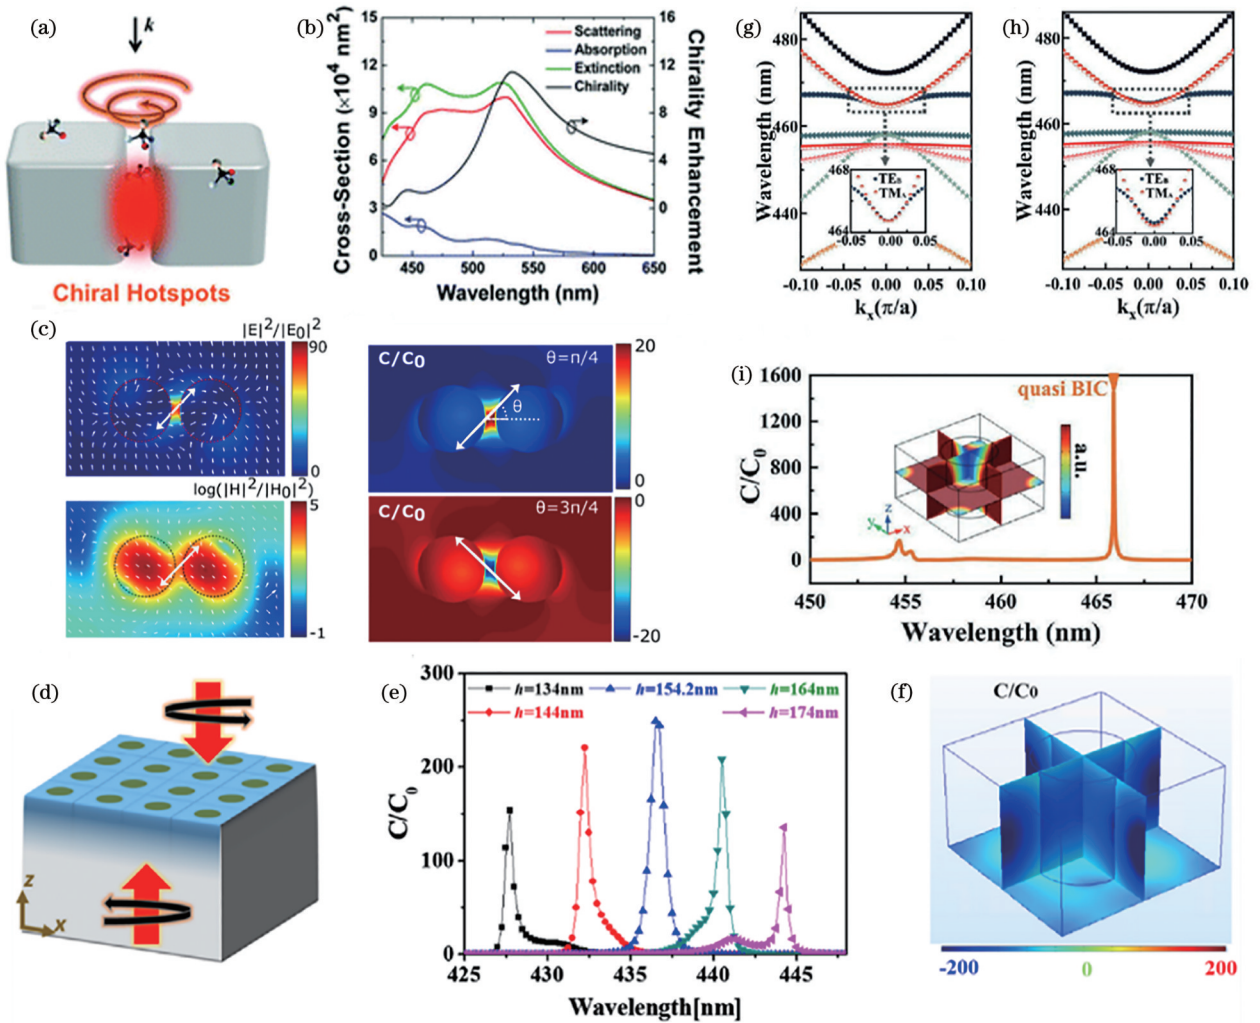 (a)
k
Chiral Hotspots
(b)
Cross-Section (×10⁴ nm²)
15
12
9
6
3
0
Scattering
Absorption
Extinction
Chirality
16
12
8
4
0
Chirality Enhancement
425 450 500 550 600 650
Wavelength (nm)
(g)
Wavelength (nm)
480
460
440
468
TE_B
TM_A
464
-0.05 0.00 0.05
-0.10 -0.05 0.00 0.05 0.10
kₓ(π/a)
(h)
Wavelength (nm)
480
460
440
468
TE_B
TM_A
464
-0.05 0.00 0.05
-0.10 -0.05 0.00 0.05 0.10
kₓ(π/a)
(c)
|E|²/|E₀|²
90
0
log(|H|²/|H₀|²)
5
-1
C/C₀
θ=π/4
θ
20
0
C/C₀
θ=3π/4
0
-20
(i)
C/C₀
1600
1200
800
400
0
quasi BIC
a.u.
z
y
x
450 455 460 465 470
Wavelength (nm)
(d)
z
x
(e)
C/C₀
300
200
100
0
h=134nm h=154.2nm h=164nm
h=144nm h=174nm
425 430 435 440 445
Wavelength[nm]
(f)
C/C₀
-200 0 200